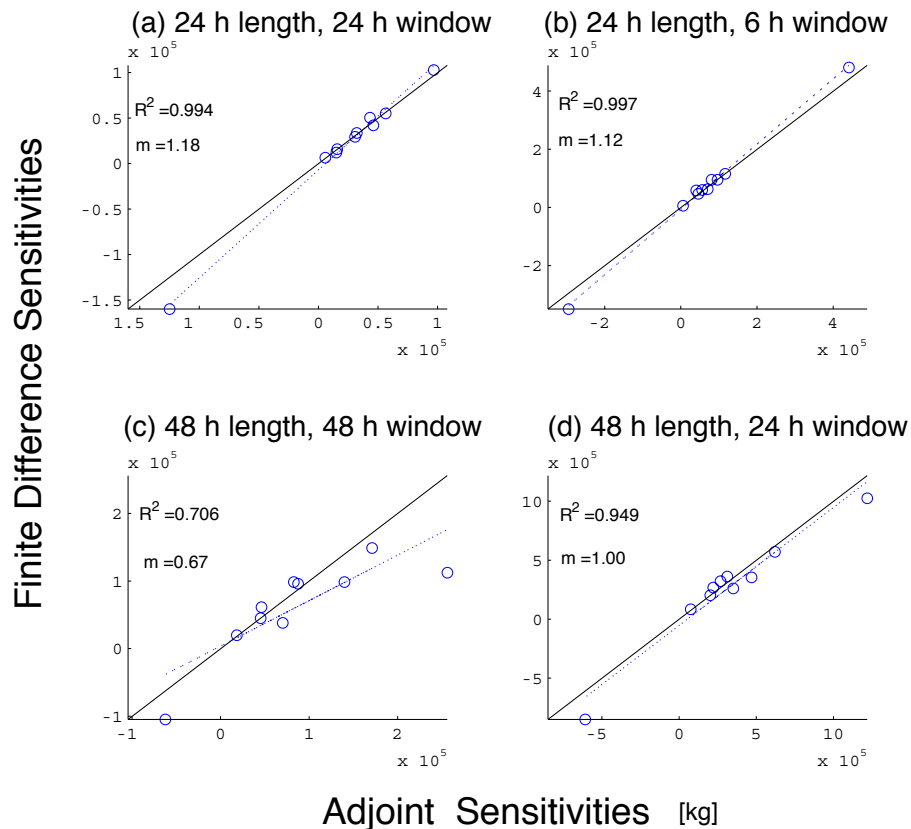 (a) 24 h length, 24 h window
x 10^5
1
0.5
0
-0.5
-1
-1.5
R^2 =0.994
m =1.18
1.5 1 0.5 0 0.5 1
x 10^5
(b) 24 h length, 6 h window
x 10^5
4
2
0
-2
R^2 =0.997
m =1.12
-2 0 2 4
x 10^5
(c) 48 h length, 48 h window
x 10^5
2
1
0
-1
R^2 =0.706
m =0.67
-1 0 1 2
x 10^5
(d) 48 h length, 24 h window
x 10^5
10
5
0
-5
R^2 =0.949
m =1.00
-5 0 5 10
x 10^5
Finite Difference Sensitivities
Adjoint Sensitivities [kg]